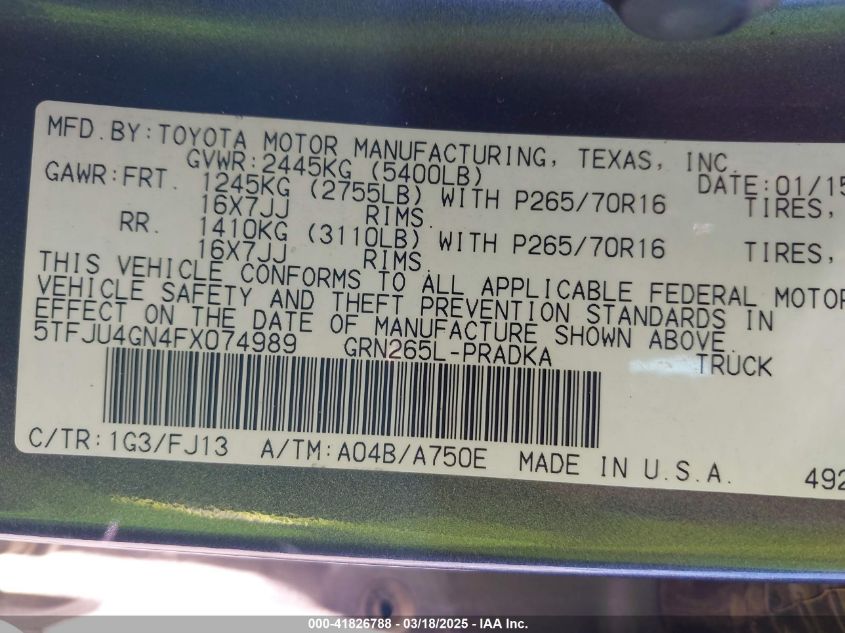 MFD. BY: TOYOTA MOTOR MANUFACTURING, TEXAS, INC.
GVWR: 2445KG (5400LB) DATE: 01/15
GAWR: FRT. 1245KG (2755LB) WITH P265/70R16 TIRES,
16X7JJ RIMS.
RR. 1410KG (3110LB) WITH P265/70R16 TIRES,
16X7JJ RIMS.
THIS VEHICLE CONFORMS TO ALL APPLICABLE FEDERAL MOTOR
VEHICLE SAFETY AND THEFT PREVENTION STANDARDS IN
EFFECT ON THE DATE OF MANUFACTURE SHOWN ABOVE.
5TFJU4GN4FX074989 GRN265L-PRADKA TRUCK
C/TR: 1G3/FJ13 A/TM: A04B/A750E MADE IN U.S.A.
492
000-41826788 - 03/18/2025 - IAA, Inc.